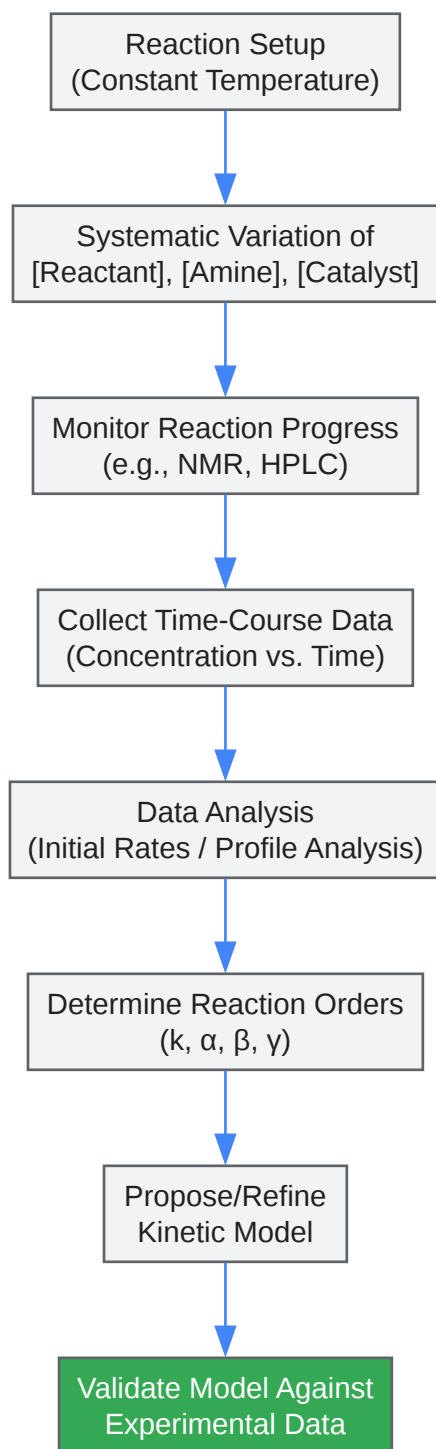 Reaction Setup
(Constant Temperature)
Systematic Variation of
[Reactant], [Amine], [Catalyst]
Monitor Reaction Progress
(e.g., NMR, HPLC)
Collect Time-Course Data
(Concentration vs. Time)
Data Analysis
(Initial Rates / Profile Analysis)
Determine Reaction Orders
(k, α, β, γ)
Propose/Refine
Kinetic Model
Validate Model Against
Experimental Data